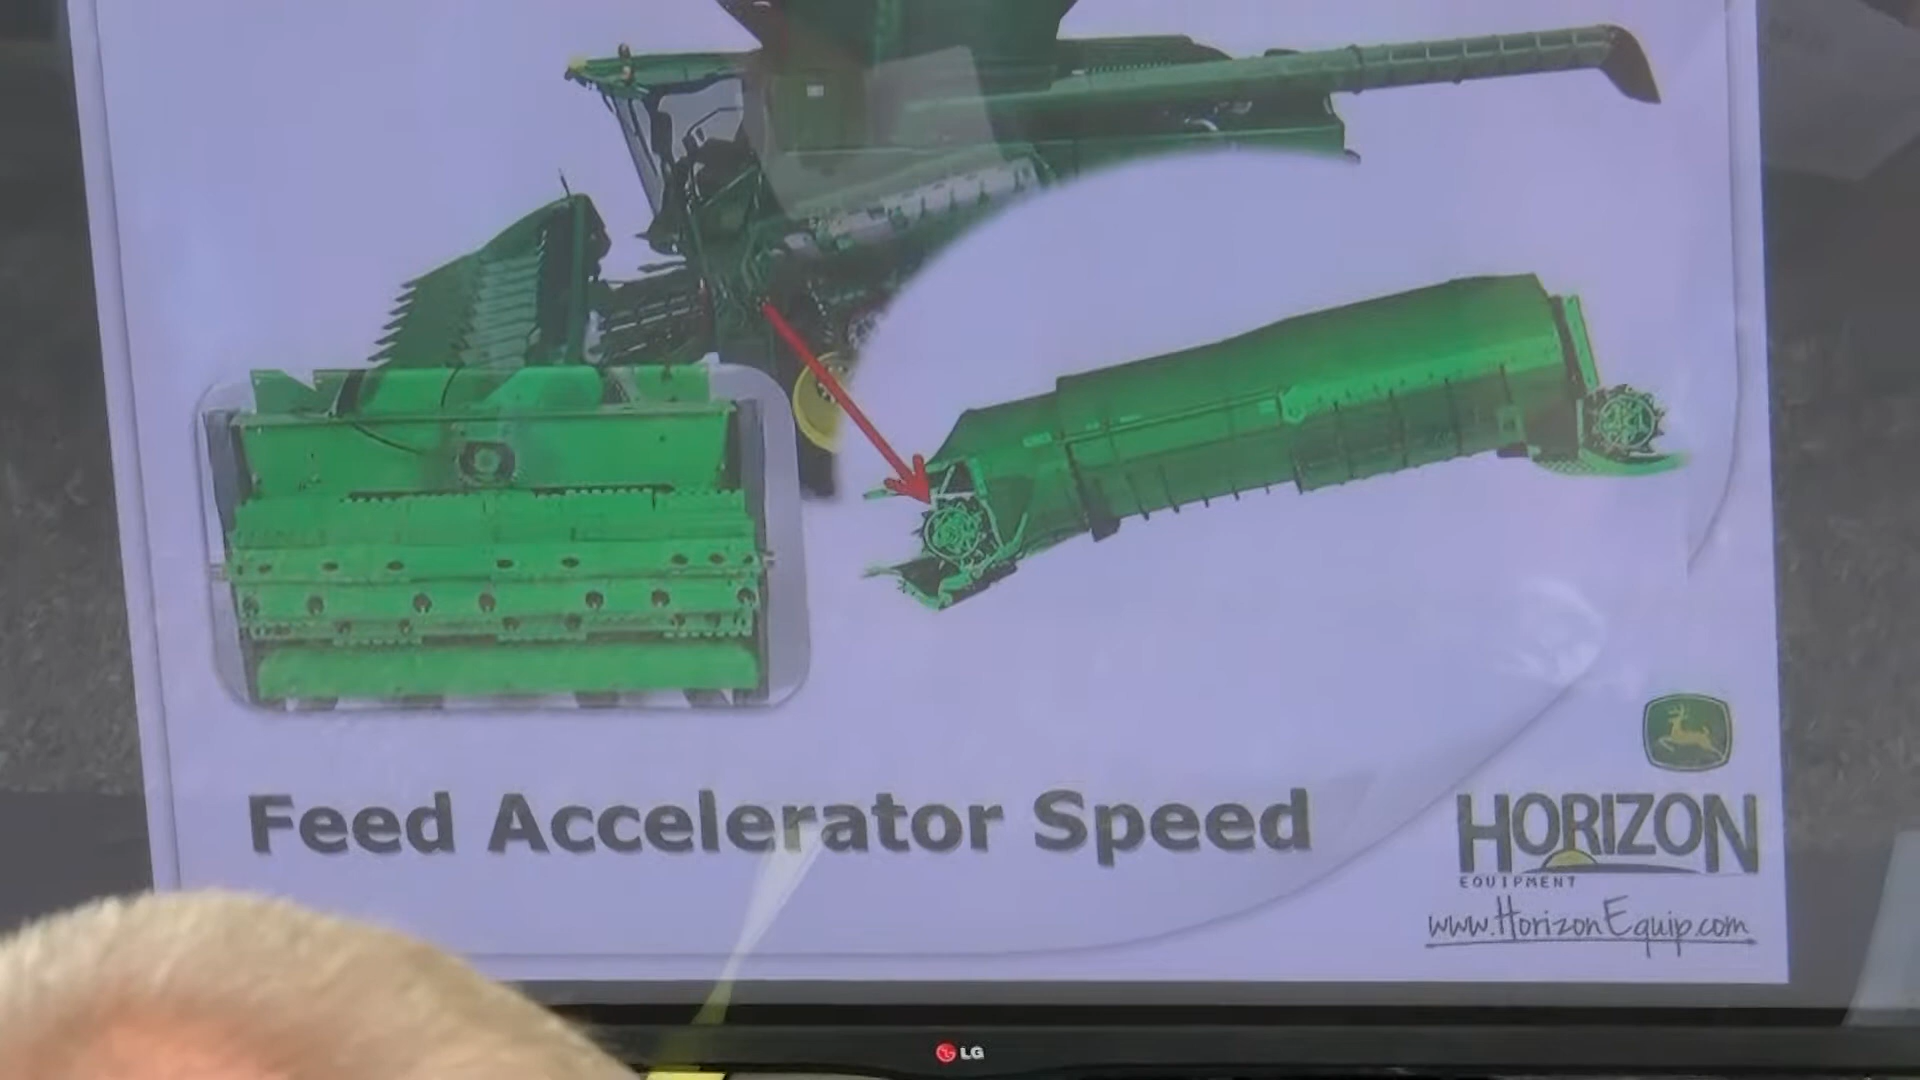 Feed Accelerator Speed
HORIZON
EQUIPMENT
www.HorizonEquip.com
LG